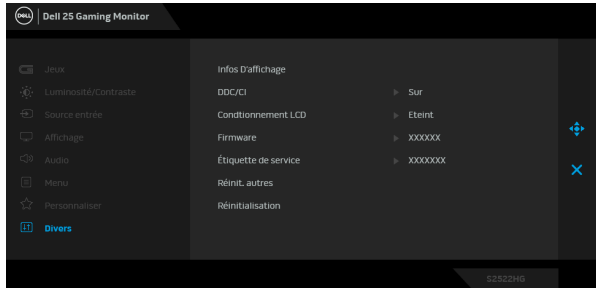 DELL Dell 25 Gaming Monitor
Jeux Infos D'affichage
Luminosité/Contraste DDC/CI Sur
Source entrée Condtionnement LCD Eteint
Affichage Firmware XXXXXX
Audio Étiquette de service XXXXXXX
Menu Réinit. autres
Personnaliser Réinitialisation
Divers
S2522HG